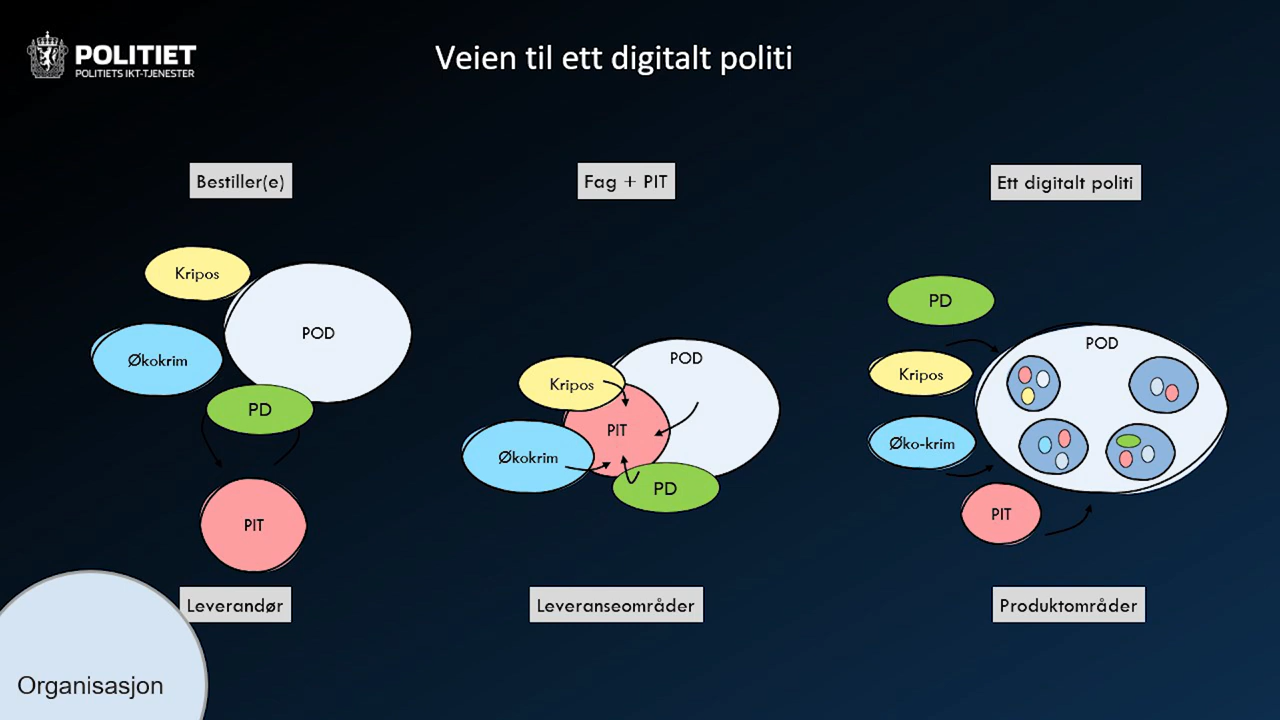 POLITIET
POLITIETS IKT-TJENESTER
Veien til ett digitalt politi
Bestiller(e)
Kripos
POD
Økokrim
PD
PIT
Leverandør
Fag + PIT
POD
Kripos
PIT
Økokrim
PD
Leveranseområder
Ett digitalt politi
PD
POD
Kripos
Øko-krim
PIT
Produktområder
Organisasjon